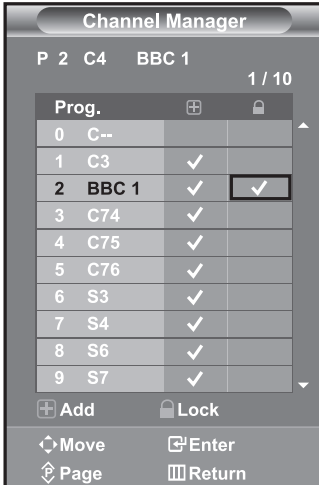 Channel Manager
P 2 C4 BBC 1
1 / 10
Prog.
0 C--
1 C3
2 BBC 1
3 C74
4 C75
5 C76
6 S3
7 S4
8 S6
9 S7
Add Lock
Move Enter
Page Return